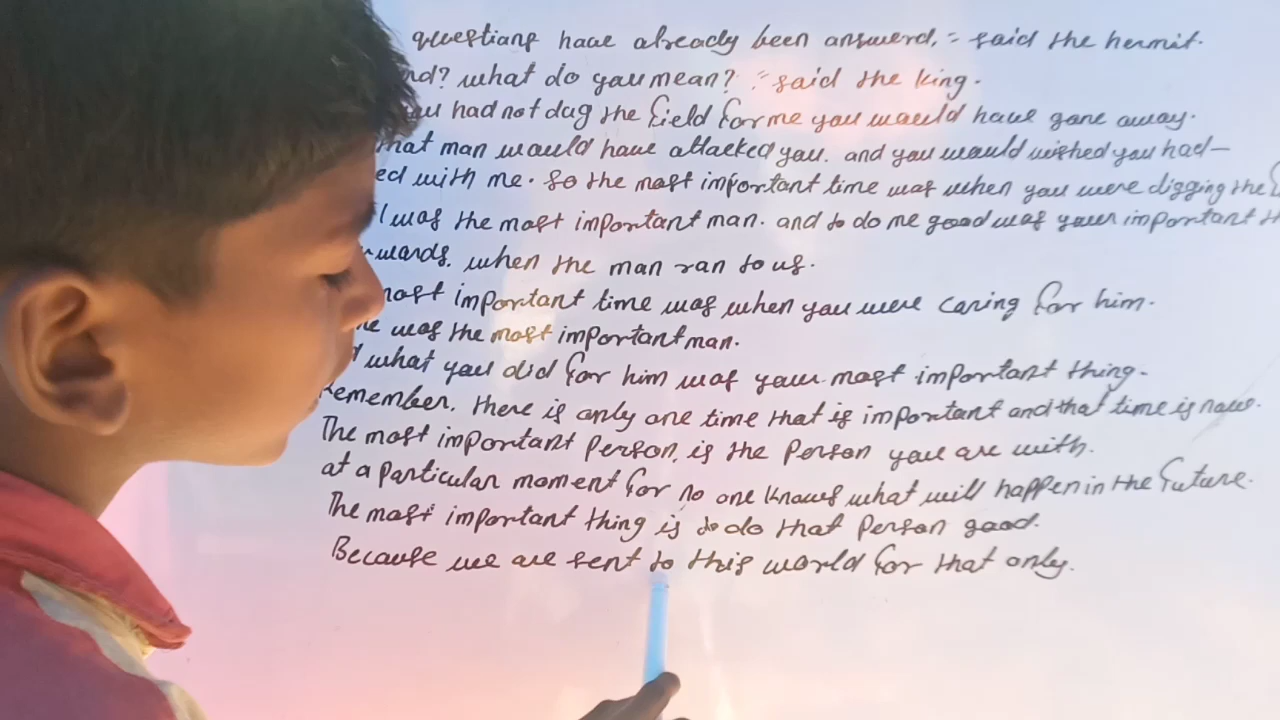 questions have already been answerd, = said the hermit.
nd? what do you mean? = said the king.
had not dug the field for me you would have gone away.
that man would have attacked you. and you would wished you had—
ed with me. so the most important time was when you were digging the
I was the most important man. and to do me good was your important
wards. when the man ran to us.
most important time was when you were caring for him.
was the most important man.
what you did for him was your most important thing.
remember. there is only one time that is important and that time is now.
The most important Person, is the Person you are with.
at a particular moment for no one knows what will happen in the future.
The most important thing is to do that Person good.
Because we are sent to this world for that only.